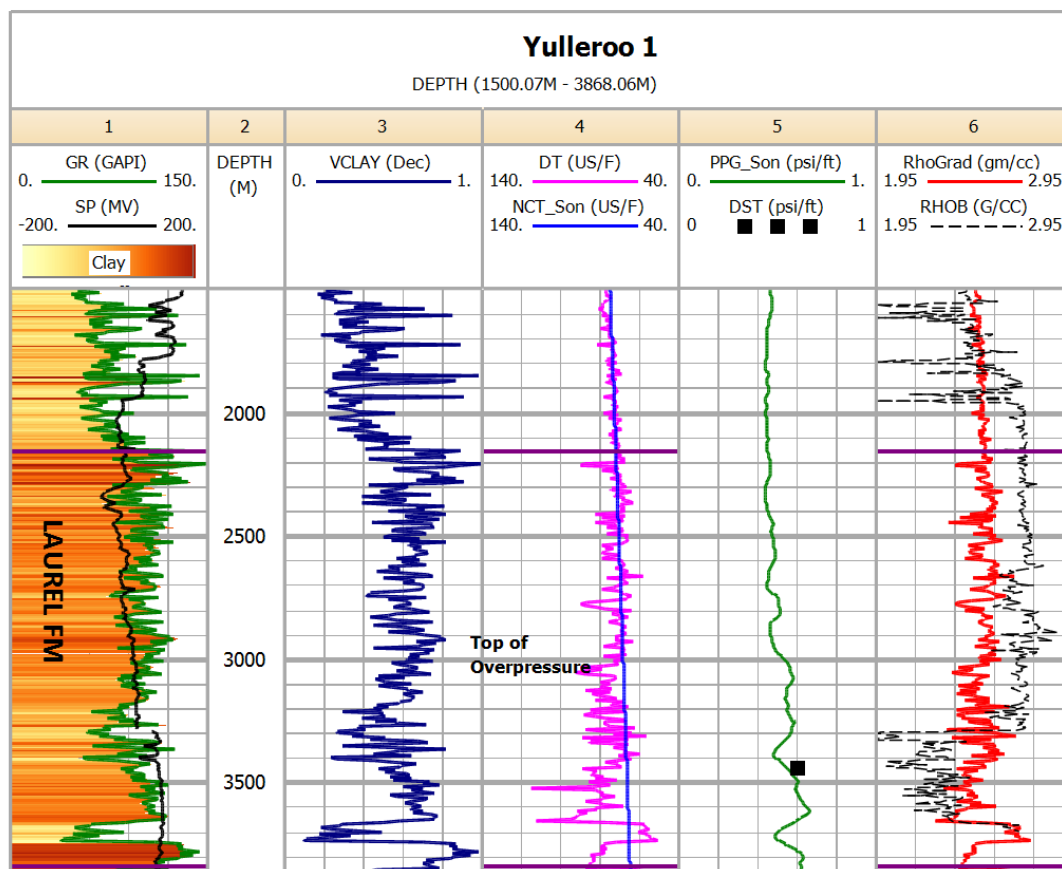 Yulleroo 1
DEPTH (1500.07M - 3868.06M)
1 2 3 4 5 6
GR (GAPI)
0. 150.
SP (MV)
-200. 200.
Clay
DEPTH
(M)
VCLAY (Dec)
0. 1.
DT (US/F)
140. 40.
NCT_Son (US/F)
140. 40.
PPG_Son (psi/ft)
0. 1.
DST (psi/ft)
0 1
RhoGrad (gm/cc)
1.95 2.95
RHOB (G/CC)
1.95 2.95
LAUREL FM
2000
2500
3000
3500
Top of
Overpressure